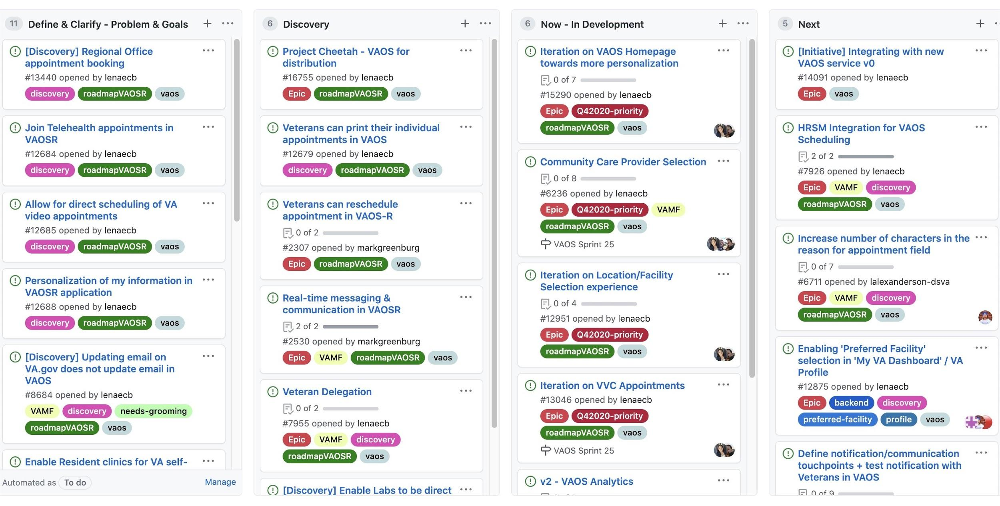 11 Define & Clarify - Problem & Goals
[Discovery] Regional Office
appointment booking
#13440 opened by lenaecb
discovery roadmapVAOSR vaos
Join Telehealth appointments in
VAOSR
#12684 opened by lenaecb
discovery roadmapVAOSR vaos
Allow for direct scheduling of VA
video appointments
#12685 opened by lenaecb
discovery roadmapVAOSR vaos
Personalization of my information in
VAOSR application
#12688 opened by lenaecb
discovery roadmapVAOSR vaos
[Discovery] Updating email on
VA.gov does not update email in
VAOS
#8684 opened by lenaecb
VAMF discovery needs-grooming
roadmapVAOSR vaos
Enable Resident clinics for VA self-
Automated as To do Manage
6 Discovery
Project Cheetah - VAOS for
distribution
#16755 opened by lenaecb
Epic roadmapVAOSR vaos
Veterans can print their individual
appointments in VAOS
#12679 opened by lenaecb
discovery roadmapVAOSR vaos
Veterans can reschedule
appointment in VAOS-R
0 of 2
#2307 opened by markgreenburg
Epic roadmapVAOSR vaos
Real-time messaging &
communication in VAOSR
2 of 2
#2530 opened by markgreenburg
Epic VAMF roadmapVAOSR vaos
Veteran Delegation
0 of 2
#7955 opened by lenaecb
Epic VAMF discovery
roadmapVAOSR vaos
[Discovery] Enable Labs to be direct
6 Now - In Development
Iteration on VAOS Homepage
towards more personalization
0 of 7
#15290 opened by lenaecb
Epic Q42020-priority
roadmapVAOSR vaos
Community Care Provider Selection
0 of 8
#6236 opened by lenaecb
Epic Q42020-priority VAMF
roadmapVAOSR vaos
VAOS Sprint 25
Iteration on Location/Facility
Selection experience
0 of 4
#12951 opened by lenaecb
Epic Q42020-priority
roadmapVAOSR vaos
Iteration on VVC Appointments
#13046 opened by lenaecb
Epic Q42020-priority
roadmapVAOSR vaos
VAOS Sprint 25
v2 - VAOS Analytics
5 Next
[Initiative] Integrating with new
VAOS service v0
#14091 opened by lenaecb
Epic vaos
HRSM Integration for VAOS
Scheduling
2 of 2
#7926 opened by lenaecb
Epic VAMF discovery
roadmapVAOSR vaos
Increase number of characters in the
reason for appointment field
0 of 7
#6711 opened by lalexanderson-dsva
Epic VAMF discovery
roadmapVAOSR vaos
Enabling 'Preferred Facility'
selection in 'My VA Dashboard' / VA
Profile
#12875 opened by lenaecb
Epic backend discovery
preferred-facility profile vaos
Define notification/communication
touchpoints + test notification with
Veterans in VAOS
0 of 9